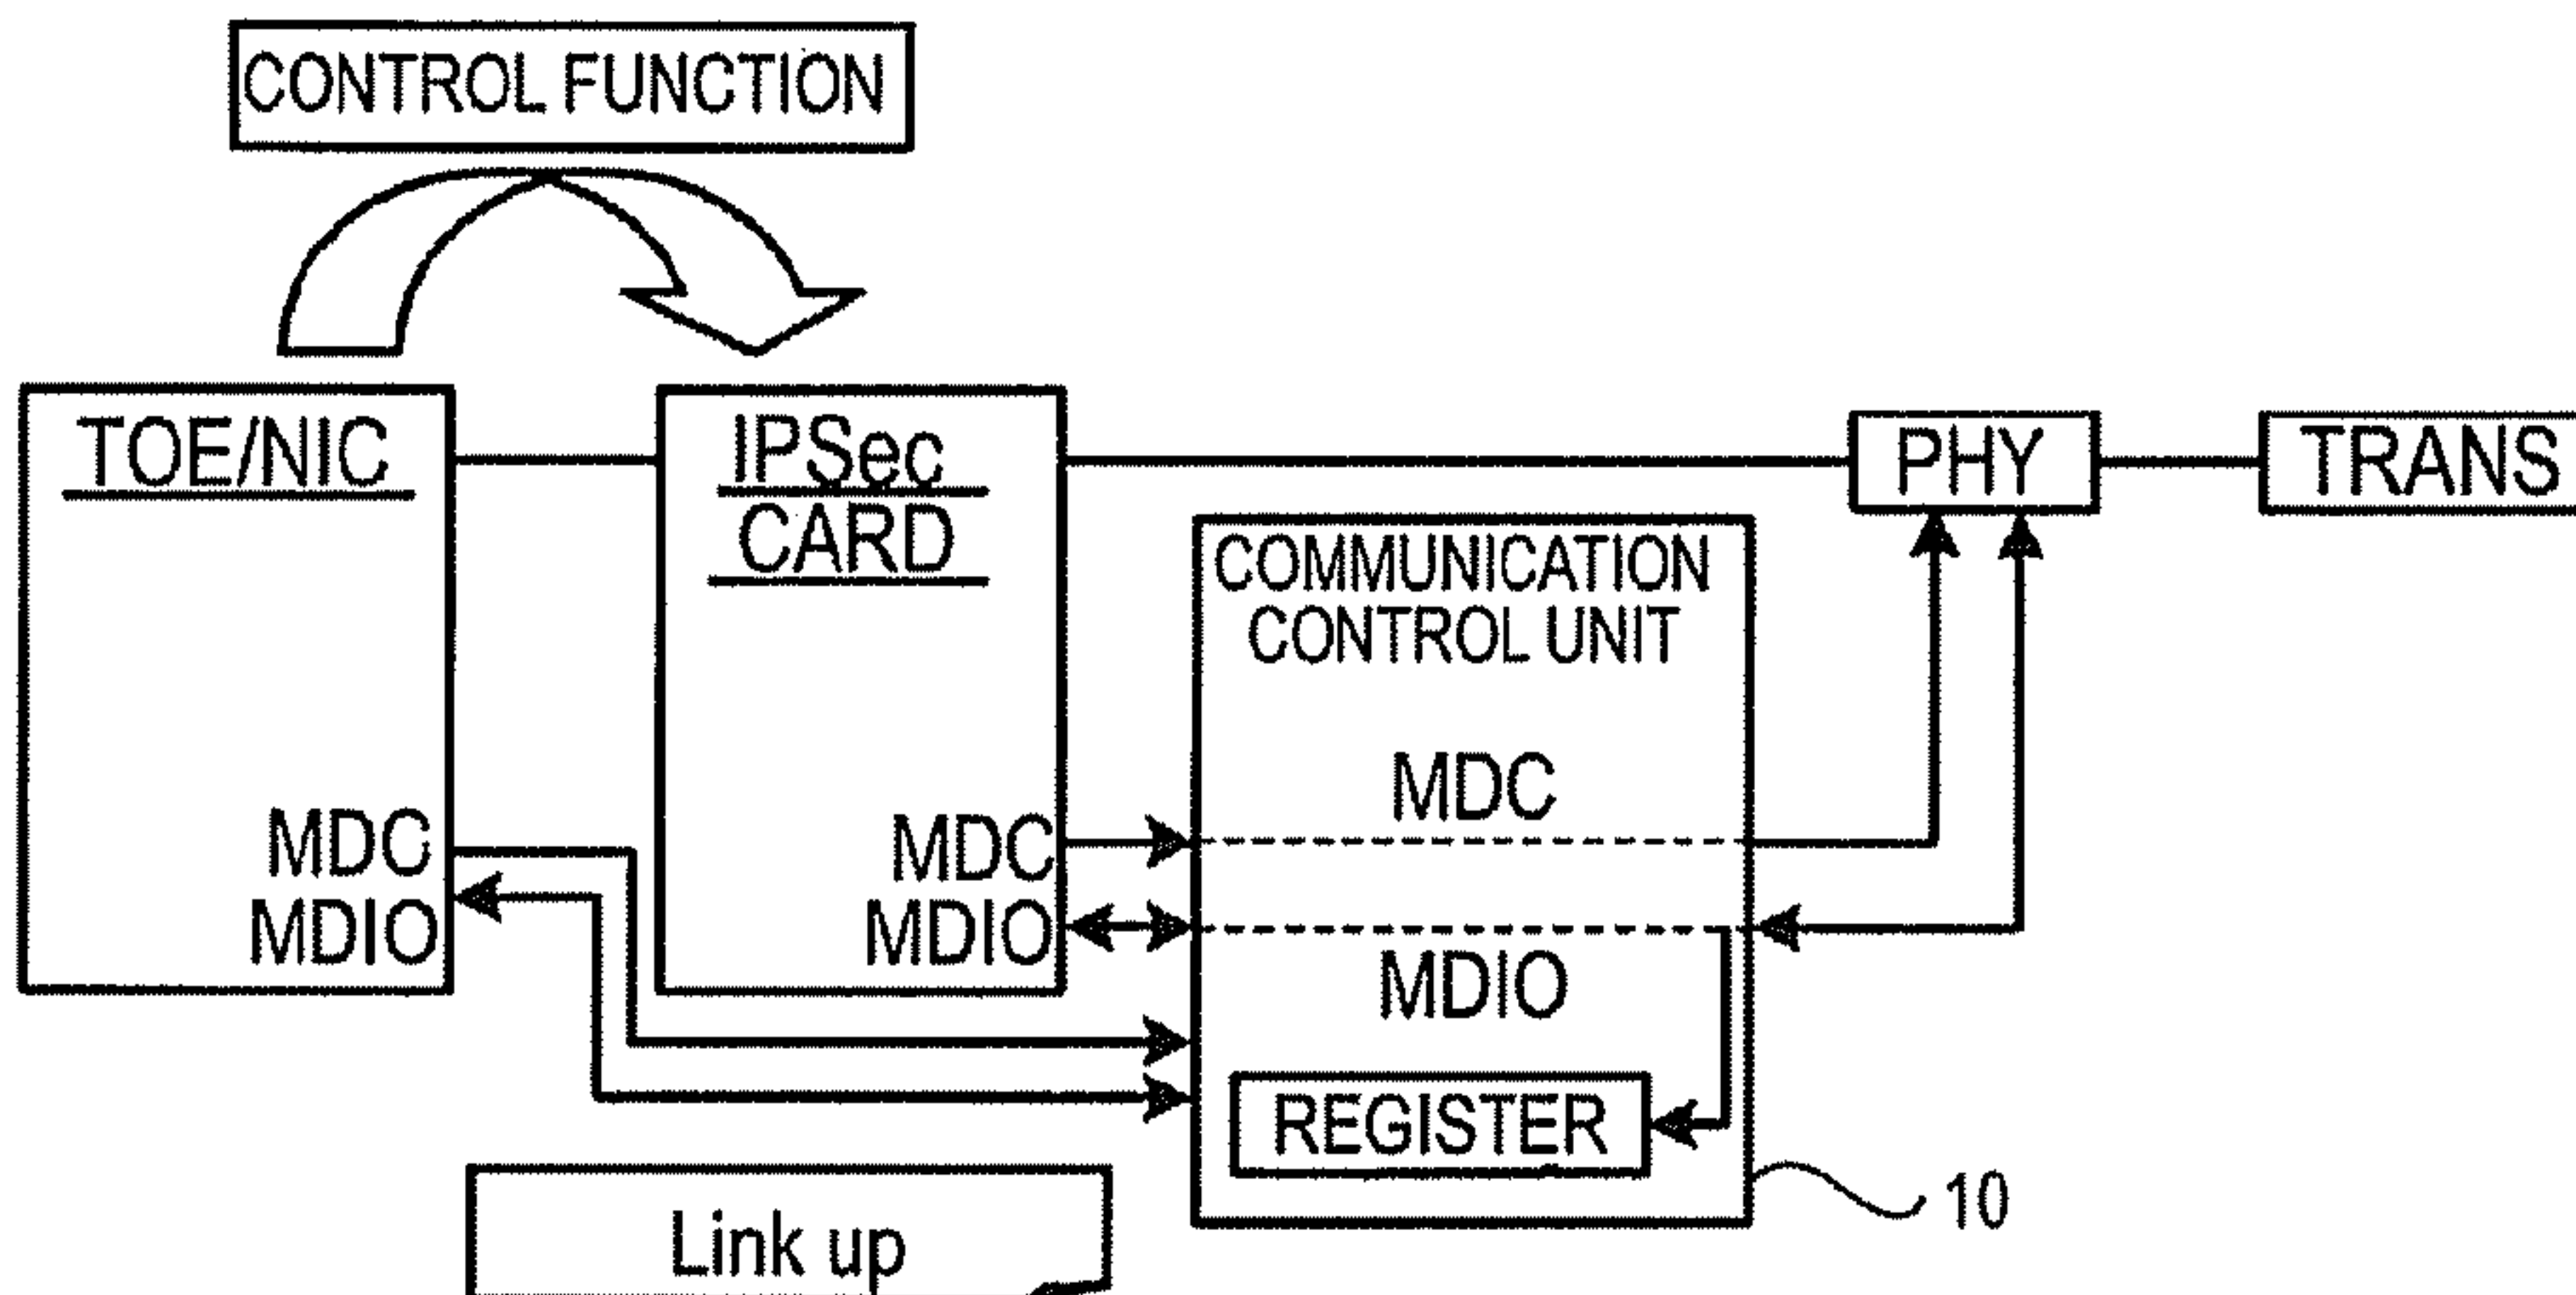 CONTROL FUNCTION
TOE/NIC
IPSec
CARD
PHY
TRANS
COMMUNICATION
CONTROL UNIT
MDC
MDIO
MDC
MDIO
MDC
MDIO
REGISTER
10
Link up